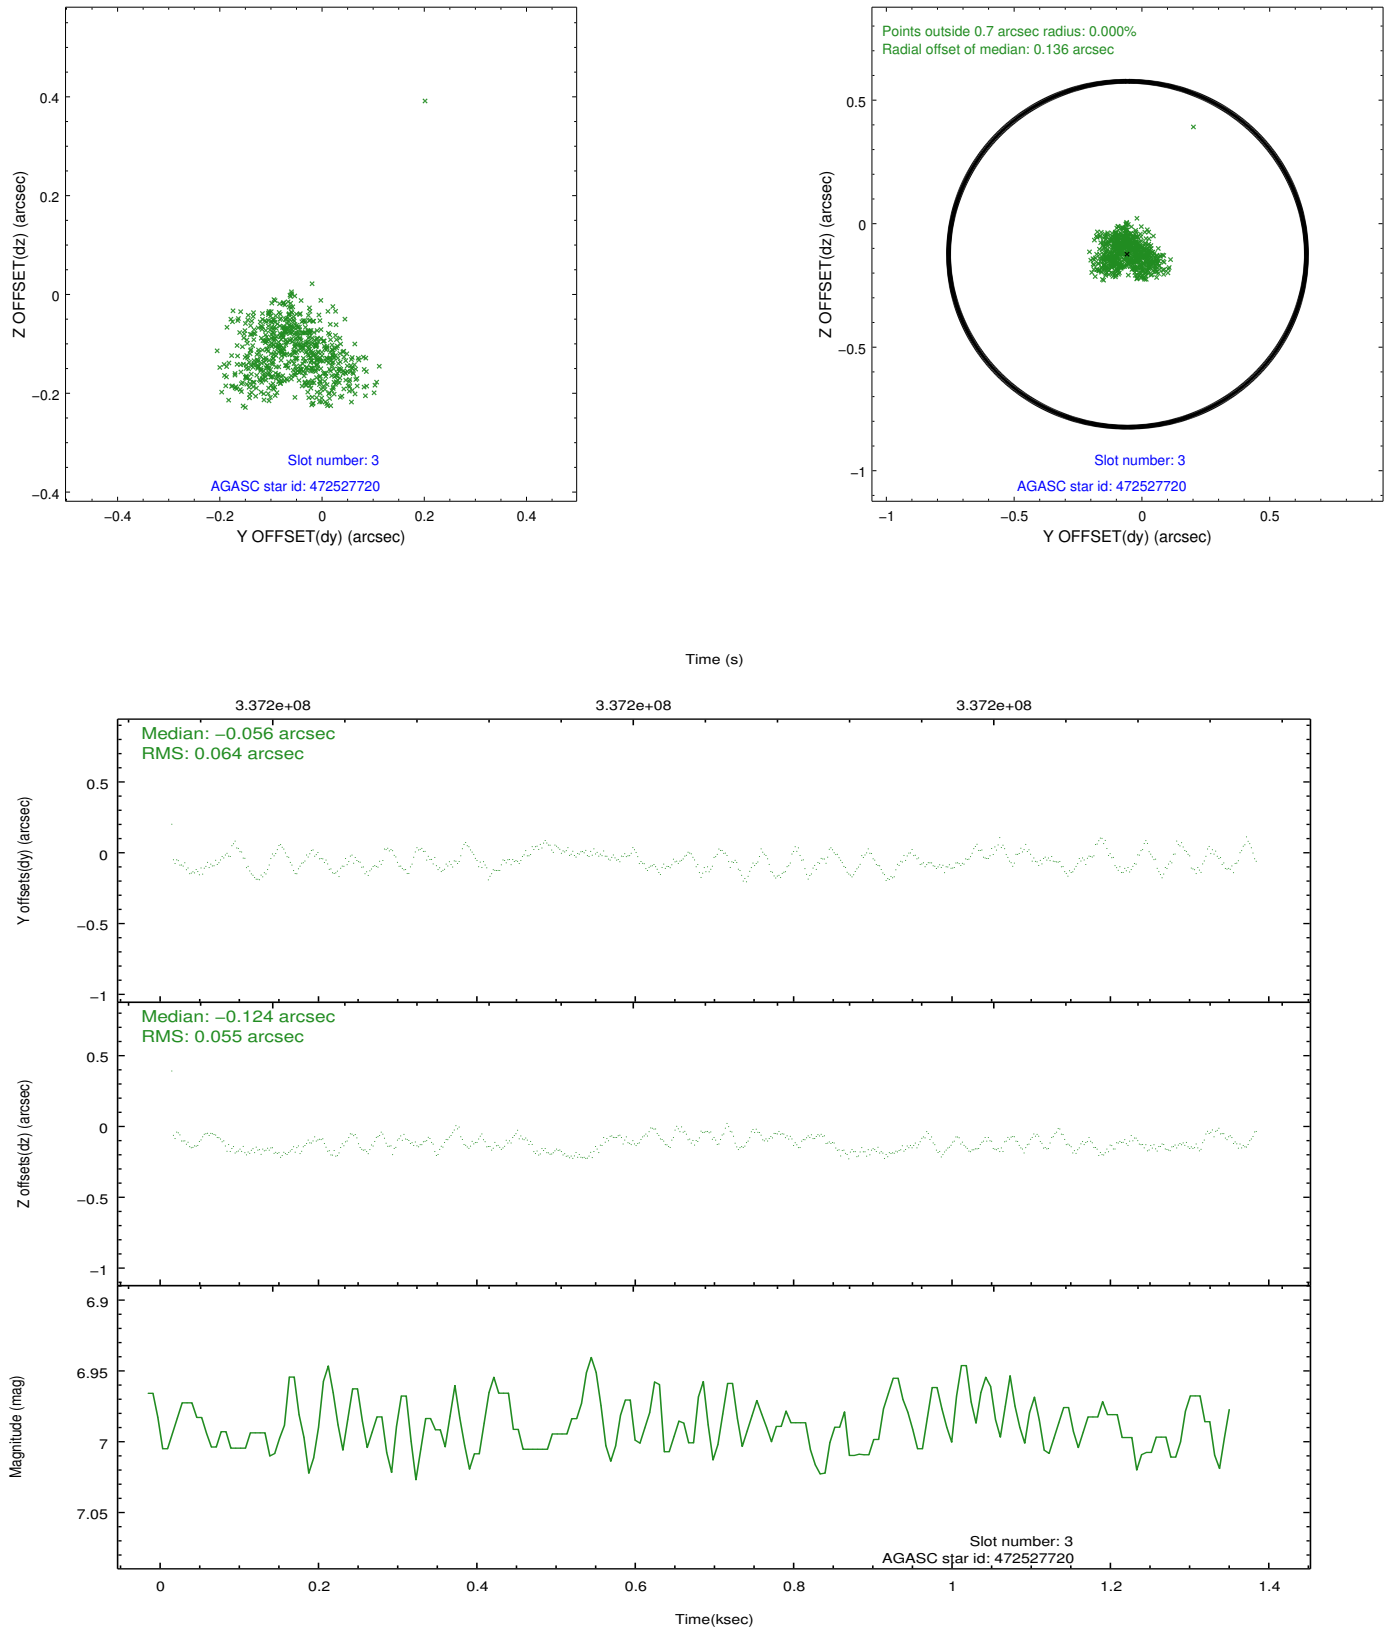 0.4
0.2
0
−0.2
−0.4
Z OFFSET(dz) (arcsec)
Slot number: 3
AGASC star id: 472527720
−0.4
−0.2
0
0.2
0.4
Y OFFSET(dy) (arcsec)
Points outside 0.7 arcsec radius: 0.000%
Radial offset of median: 0.136 arcsec
0.5
0
−0.5
−1
Z OFFSET(dz) (arcsec)
Slot number: 3
AGASC star id: 472527720
−1
−0.5
0
0.5
Y OFFSET(dy) (arcsec)
Time (s)
3.372e+08
3.372e+08
3.372e+08
Median: −0.056 arcsec
RMS: 0.064 arcsec
0.5
0
−0.5
−1
Y offsets(dy) (arcsec)
Median: −0.124 arcsec
RMS: 0.055 arcsec
0.5
0
−0.5
−1
Z offsets(dz) (arcsec)
6.9
6.95
7
7.05
Magnitude (mag)
Slot number: 3
AGASC star id: 472527720
0
0.2
0.4
0.6
0.8
1
1.2
1.4
Time(ksec)